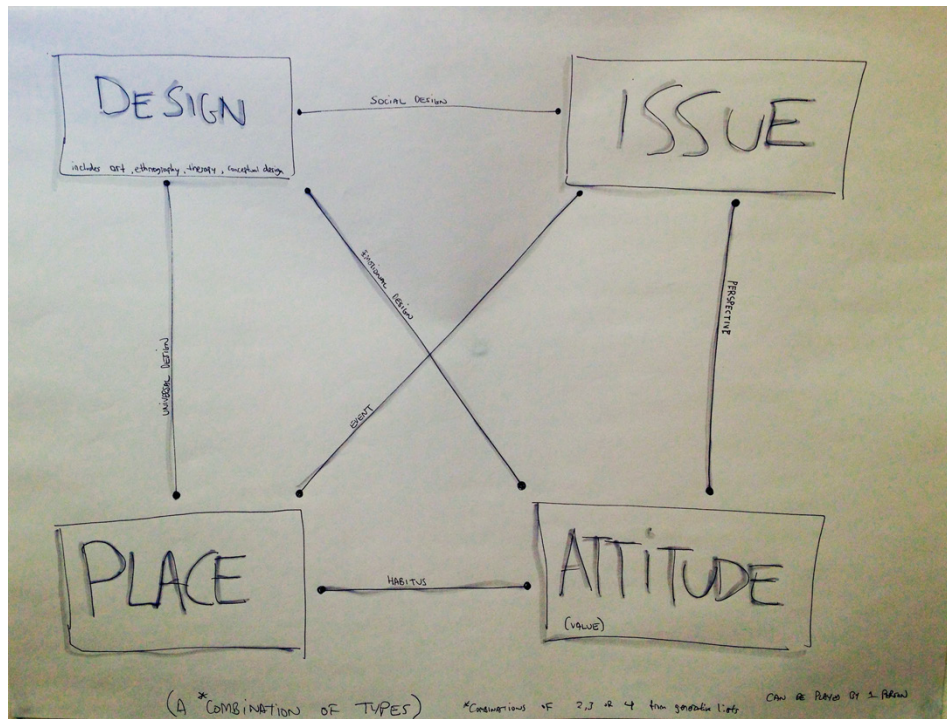 DESIGN
includes art, ethnography, therapy, conceptual design
SOCIAL DESIGN
ISSUE
EMOTIONAL DESIGN
PERSPECTIVE
UNIVERSAL DESIGN
EVENT
PLACE
HABITUS
ATTITUDE
(VALUE)
(A *COMBINATION OF TYPES)
*COMBINATIONS OF 2,3 OR 4 from generative lists
CAN BE PLAYED BY 1 PERSON